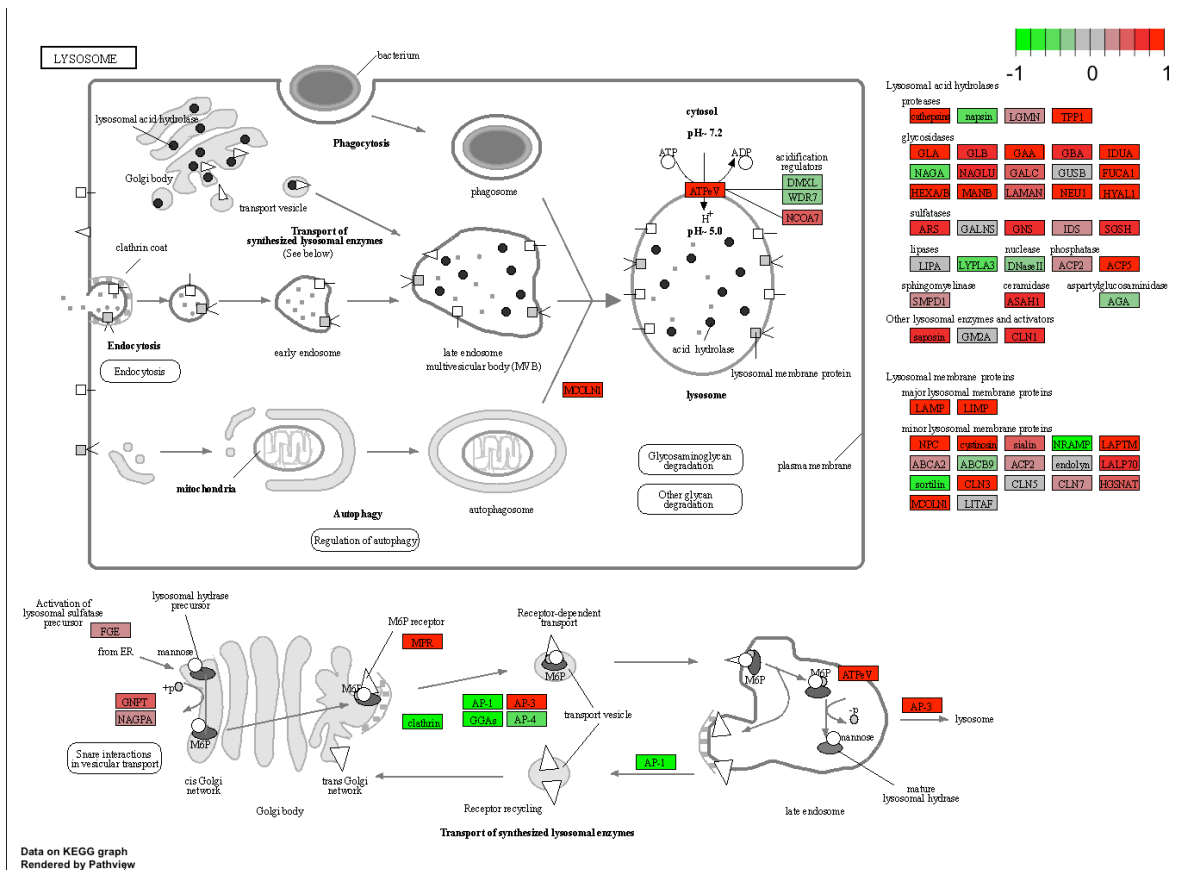 LYSOSOME
-1 0 1
bacterium
lysosomal acid hydrolase
Golgi body
transport vesicle
Phagocytosis
phagosome
Transport of
synthesized lysosomal enzymes
(See below)
clathrin coat
Endocytosis
Endocytosis
early endosome
late endosome
multivesicular body (MVB)
cytosol
pH~ 7.2
ATP
ADP
acidification
regulators
DMXL
WDR7
NCOA7
ATPeV
H+
pH~ 5.0
acid hydrolase
lysosomal membrane protein
lysosome
MCOLN1
mitochondria
Autophagy
Regulation of autophagy
autophagosome
Glycosaminoglycan
degradation
Other glycan
degradation
plasma membrane
Lysosomal acid hydrolases
proteases
cathepsins napsin LGMN TPP1
glycosidases
GLA GLB GAA GBA IDUA
NAGA NAGLU GALC GUSB FUCA1
HEXA/B MANB LAMAN NEU1 HYAL1
sulfatases
ARS GALNS GNS IDS SGSH
lipases nuclease phosphatase
LIPA LYPLA3 DNaseII ACP2 ACP5
sphingomyelinase ceramidase aspartylglucosaminidase
SMPD1 ASAH1 AGA
Other lysosomal enzymes and activators
saposin GM2A CLN1
Lysosomal membrane proteins
major lysosomal membrane proteins
LAMP LIMP
minor lysosomal membrane proteins
NPC cystinosin sialin NRAMP LAPTM
ABCA2 ABCB9 ACP2 endolyn LALP70
sortilin CLN3 CLN5 CLN7 HGSNAT
MCOLN1 LITAF
Activation of
lysosomal sulfatase
precursor
FGE
from ER
lysosomal hydrase
precursor
mannose
+p
GNPT
NAGPA
M6P
Snare interactions
in vesicular transport
cis Golgi
network
Golgi body
trans Golgi
network
M6P
M6P receptor
MPR
clathrin
AP-1 AP-3
GGAs AP-4
Receptor-dependent
transport
M6P
transport vesicle
Receptor recycling
AP-1
M6P
M6P
ATPeV
-p
mannose
AP-3
lysosome
mature
lysosomal hydrase
late endosome
Transport of synthesized lysosomal enzymes
Data on KEGG graph
Rendered by Pathview